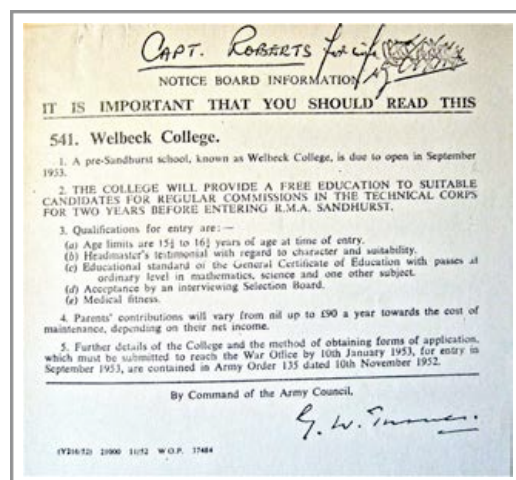 CAPT. ROBERTS for info
NOTICE BOARD INFORMATION
IT IS IMPORTANT THAT YOU SHOULD READ THIS
541. Welbeck College.
1. A pre-Sandhurst school, known as Welbeck College, is due to open in September
1953.
2. THE COLLEGE WILL PROVIDE A FREE EDUCATION TO SUITABLE
CANDIDATES FOR REGULAR COMMISSIONS IN THE TECHNICAL CORPS
FOR TWO YEARS BEFORE ENTERING R.M.A. SANDHURST.
3. Qualifications for entry are:—
(a) Age limits are 15½ to 16½ years of age at time of entry.
(b) Headmaster's testimonial with regard to character and suitability.
(c) Educational standard of the General Certificate of Education with passes at
ordinary level in mathematics, science and one other subject.
(d) Acceptance by an interviewing Selection Board.
(e) Medical fitness.
4. Parents' contributions will vary from nil up to £90 a year towards the cost of
maintenance, depending on their net income.
5. Further details of the College and the method of obtaining forms of application,
which must be submitted to reach the War Office by 10th January 1953, for entry in
September 1953, are contained in Army Order 135 dated 10th November 1952.
By Command of the Army Council,
G. W. Turner.
(V216/52) 21000 11/52 W.O.P. 37484